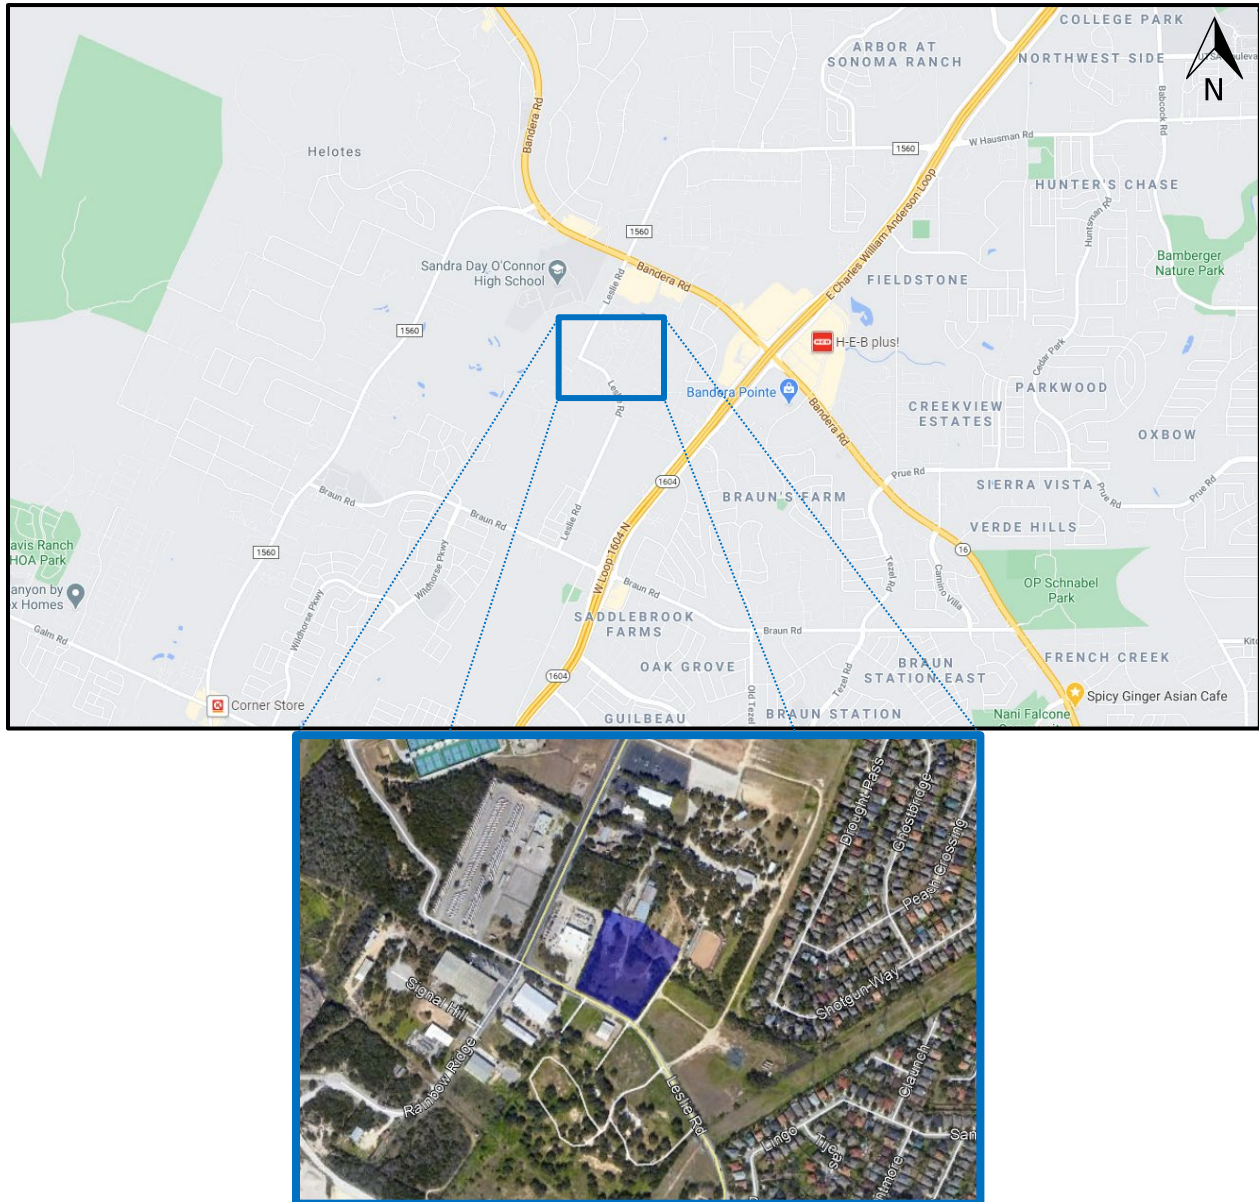 COLLEGE PARK
ARBOR AT
SONOMA RANCH
NORTHWEST SIDE
N
Bandera Rd
Babcock Rd
Helotes
1560
W Hausman Rd
E Charles William Anderson Loop
HUNTER'S CHASE
Huntsman Rd
1560
Bamberger
Nature Park
Sandra Day O'Connor
High School
Leslie Rd
Bandera Rd
FIELDSTONE
1560
H-E-B plus!
Cedar Park
Leslie Rd
Bandera Pointe
PARKWOOD
Bandera Rd
CREEKVIEW
ESTATES
OXBOW
1604
Prue Rd
SIERRA VISTA
Prue Rd
Prue Rd
Braun Rd
BRAUN'S FARM
Leslie Rd
Braun Rd
VERDE HILLS
avis Ranch
HOA Park
1560
W Loop 1604 N
16
Wildhorse Pkwy
Tezel Rd
Camino Villa
OP Schnabel
Park
anyon by
ex Homes
Braun Rd
Wildhorse Pkwy
SADDLEBROOK
FARMS
Braun Rd
Galm Rd
Kitc
FRENCH CREEK
OAK GROVE
BRAUN
STATION EAST
1604
Tezel Rd
Old Tezel
Spicy Ginger Asian Cafe
Corner Store
GUILBEAU
BRAUN STATION
Nani Falcone
Drought Pass
Ghostbridge
Peach Crossing
Shotgun Way
Signal Hill
Rainbow Ridge
Leslie Rd
Claunch
Lingo
San
ntmore